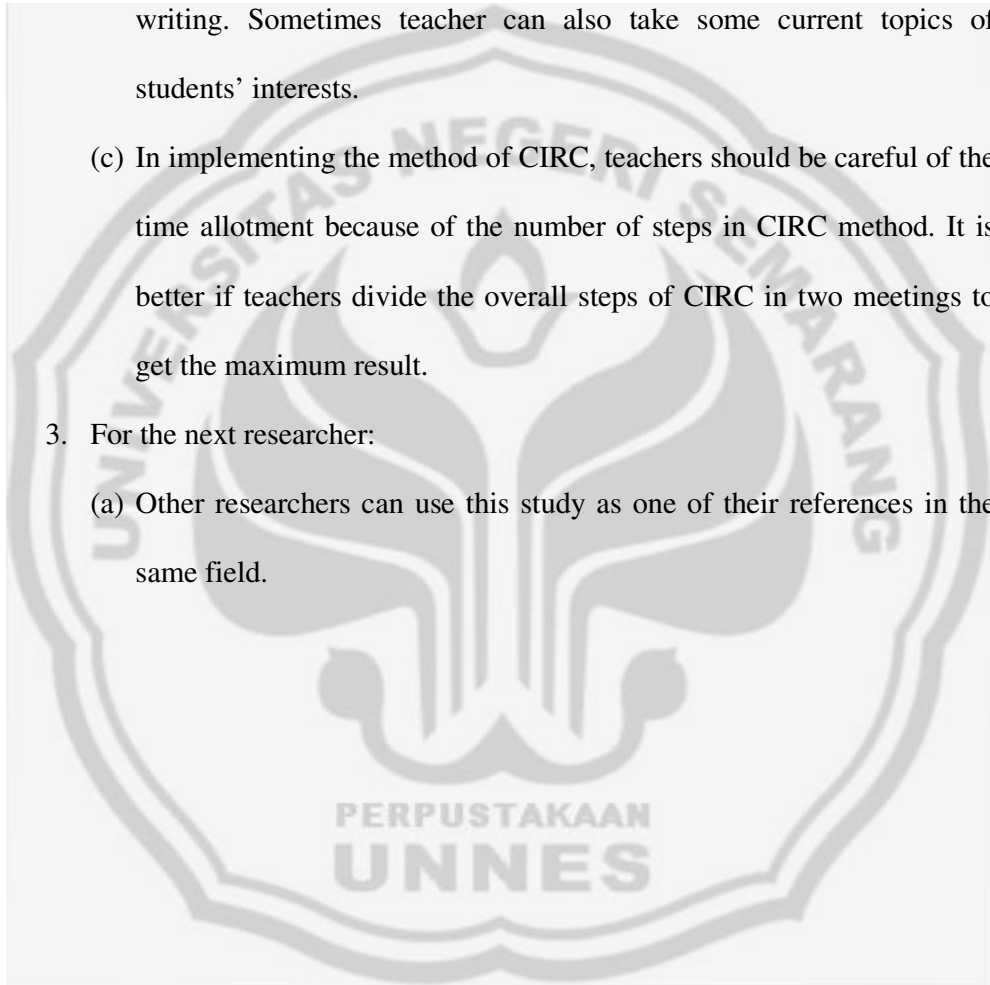 writing. Sometimes teacher can also take some current topics of
students' interests.
(c) In implementing the method of CIRC, teachers should be careful of the
time allotment because of the number of steps in CIRC method. It is
better if teachers divide the overall steps of CIRC in two meetings to
get the maximum result.
3. For the next researcher:
(a) Other researchers can use this study as one of their references in the
same field.
UNIVERSITAS NEGERI SEMARANG
PERPUSTAKAAN
UNNES